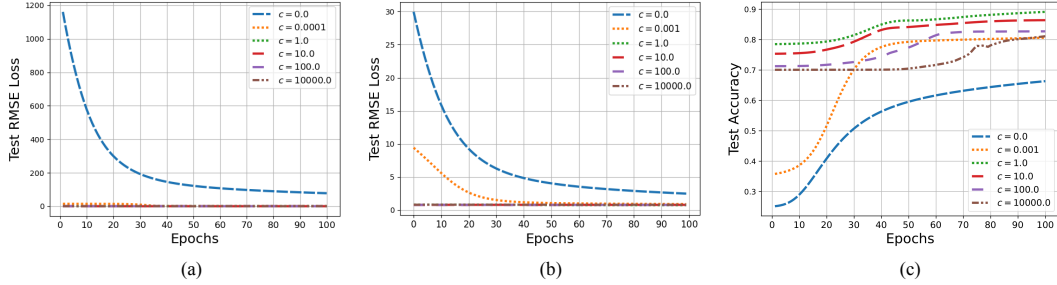 Test RMSE Loss
1200
1000
800
600
400
200
0
0 10 20 30 40 50 60 70 80 90 100
Epochs
c = 0.0
c = 0.0001
c = 1.0
c = 10.0
c = 100.0
c = 10000.0
(a)
Test RMSE Loss
30
25
20
15
10
5
0
0 10 20 30 40 50 60 70 80 90 100
Epochs
c = 0.0
c = 0.001
c = 1.0
c = 10.0
c = 100.0
c = 10000.0
(b)
Test Accuracy
0.9
0.8
0.7
0.6
0.5
0.4
0.3
0 10 20 30 40 50 60 70 80 90 100
Epochs
c = 0.0
c = 0.001
c = 1.0
c = 10.0
c = 100.0
c = 10000.0
(c)